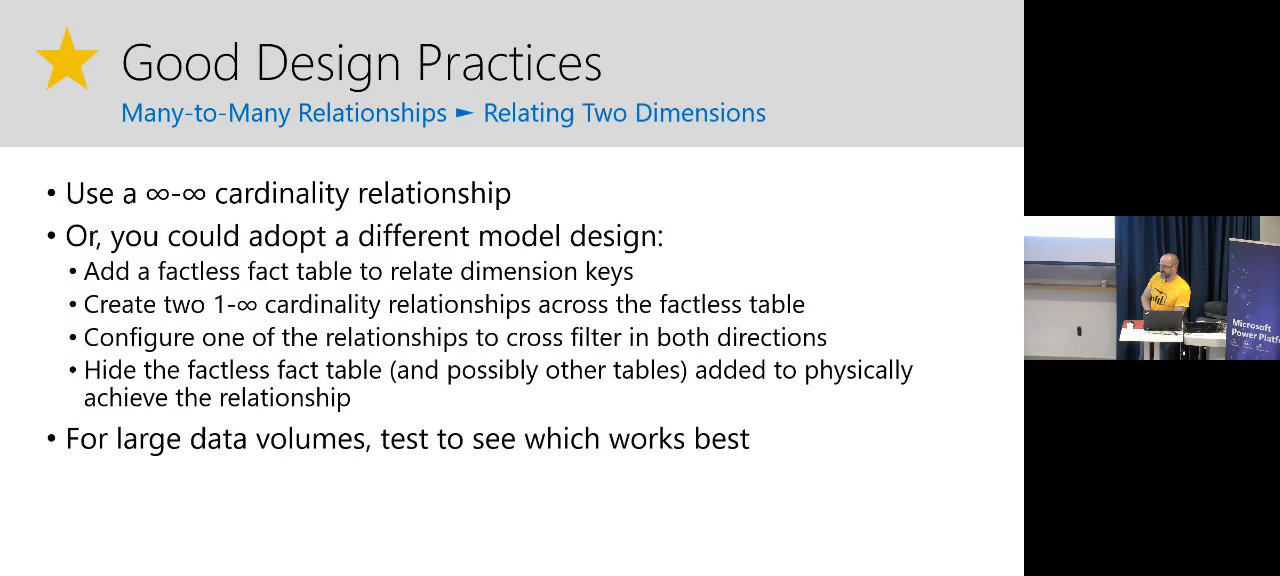 Good Design Practices
Many-to-Many Relationships ► Relating Two Dimensions
• Use a ∞-∞ cardinality relationship
• Or, you could adopt a different model design:
• Add a factless fact table to relate dimension keys
• Create two 1-∞ cardinality relationships across the factless table
• Configure one of the relationships to cross filter in both directions
• Hide the factless fact table (and possibly other tables) added to physically
achieve the relationship
• For large data volumes, test to see which works best
Microsoft
Power Platf